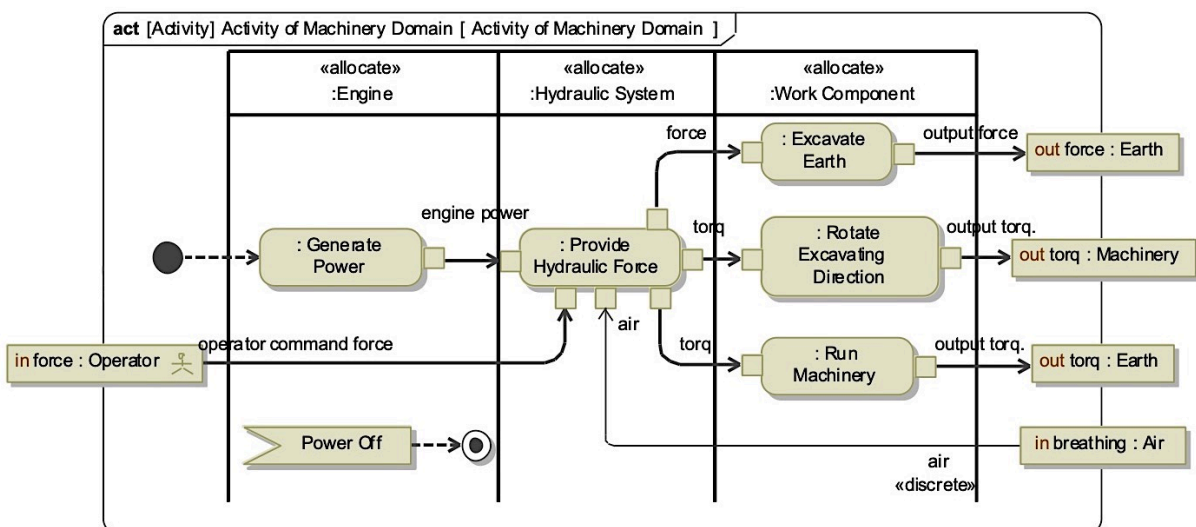 act [Activity] Activity of Machinery Domain [ Activity of Machinery Domain ]
«allocate»
:Engine
«allocate»
:Hydraulic System
«allocate»
:Work Component
force
: Excavate
Earth
output force
out force : Earth
engine power
: Generate
Power
: Provide
Hydraulic Force
torq
: Rotate
Excavating
Direction
output torq.
out torq : Machinery
air
in force : Operator
operator command force
torq
: Run
Machinery
output torq.
out torq : Earth
Power Off
in breathing : Air
air
«discrete»